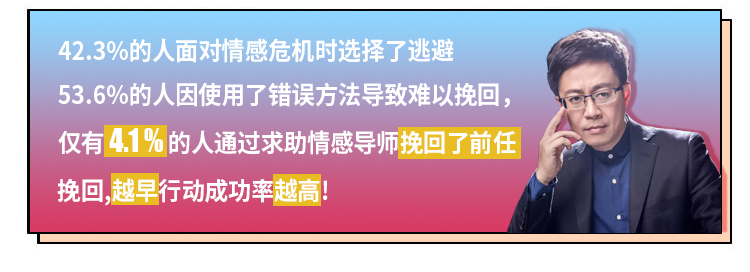 42.3%的人面对情感危机时选择了逃避
53.6%的人因使用了错误方法导致难以挽回，
仅有4.1%的人通过求助情感导师挽回了前任
挽回,越早行动成功率越高!